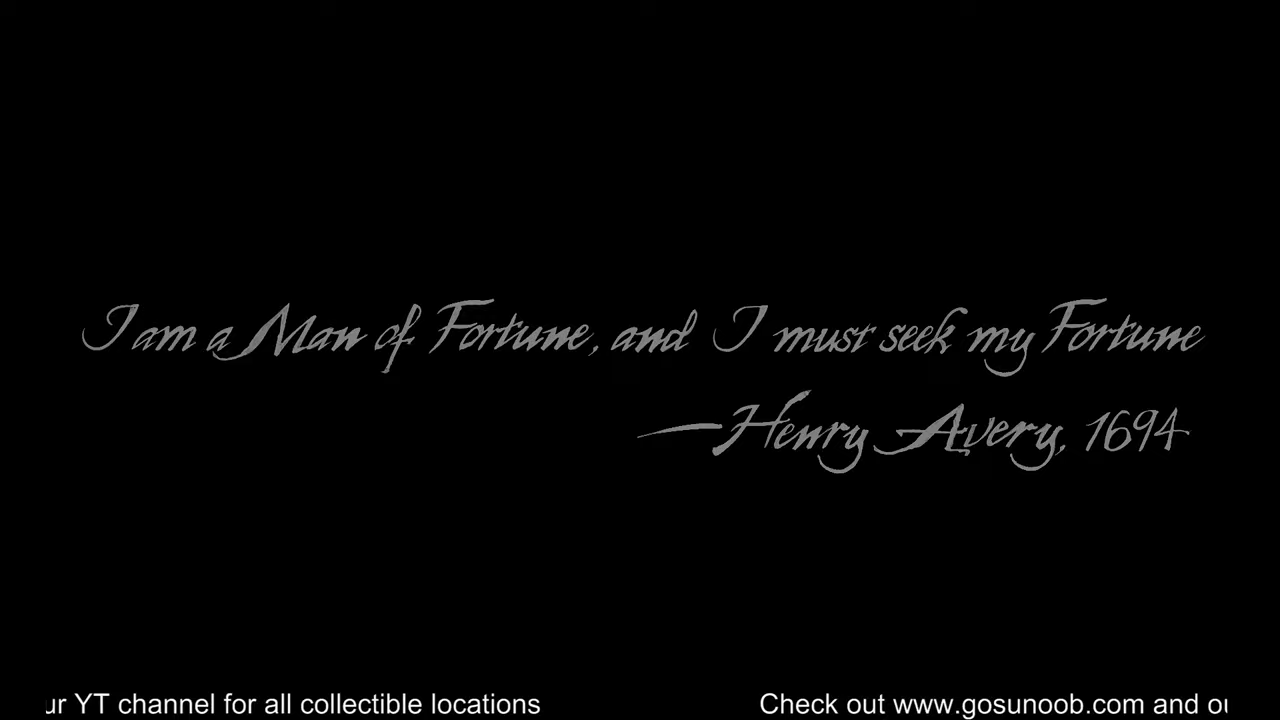 I am a Man of Fortune, and I must seek my Fortune
—Henry Avery, 1694
ur YT channel for all collectible locations Check out www.gosunoob.com and ou